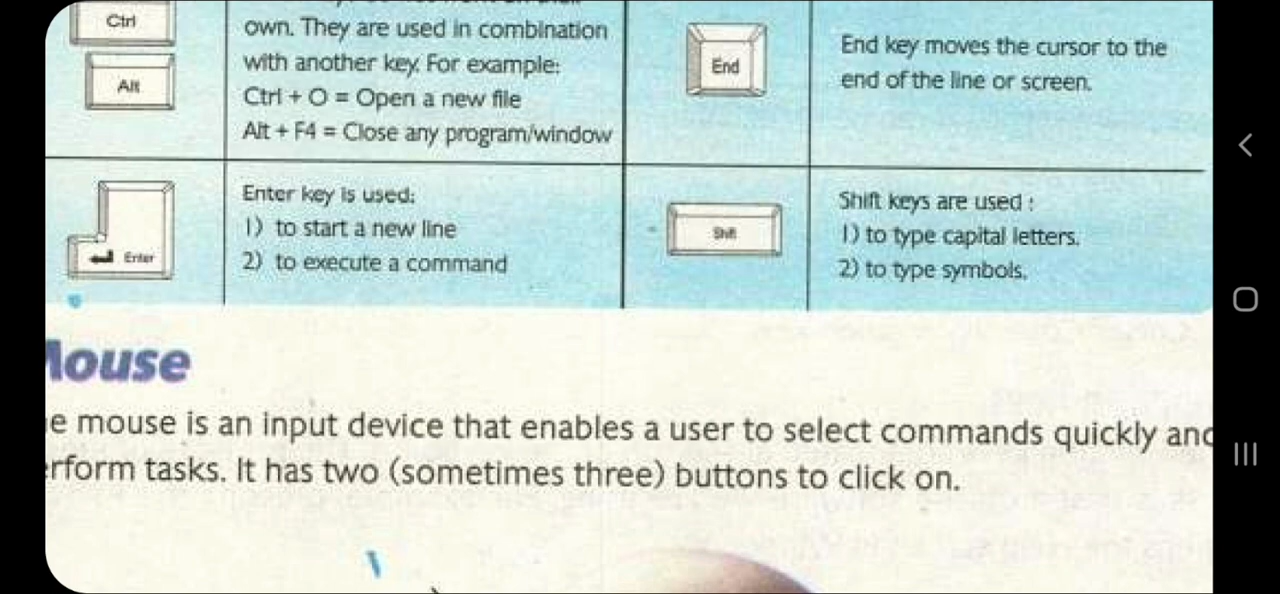 Ctrl
Alt
own. They are used in combination
with another key. For example:
Ctrl + O = Open a new file
Alt + F4 = Close any program/window
End
End key moves the cursor to the
end of the line or screen.
Enter
Enter key is used:
1) to start a new line
2) to execute a command
Shift
Shift keys are used :
1) to type capital letters.
2) to type symbols.
ouse
e mouse is an input device that enables a user to select commands quickly and
rform tasks. It has two (sometimes three) buttons to click on.